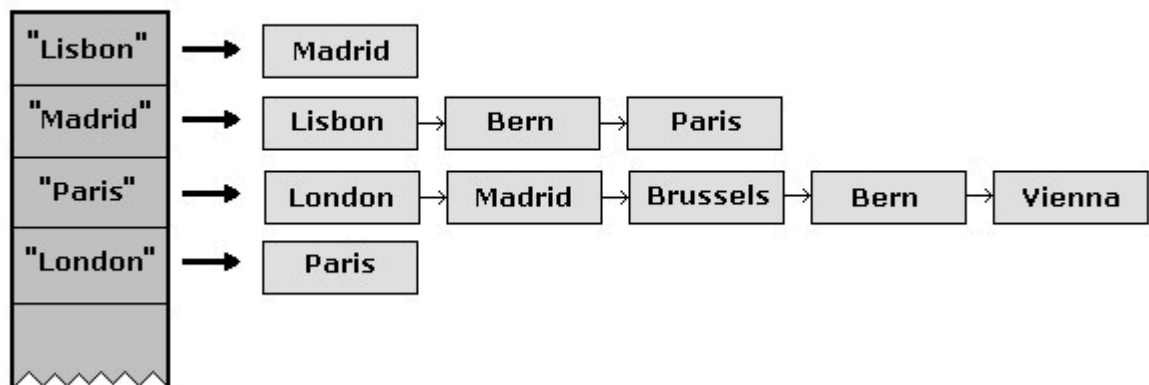 "Lisbon" Madrid
"Madrid" Lisbon Bern Paris
"Paris" London Madrid Brussels Bern Vienna
"London" Paris